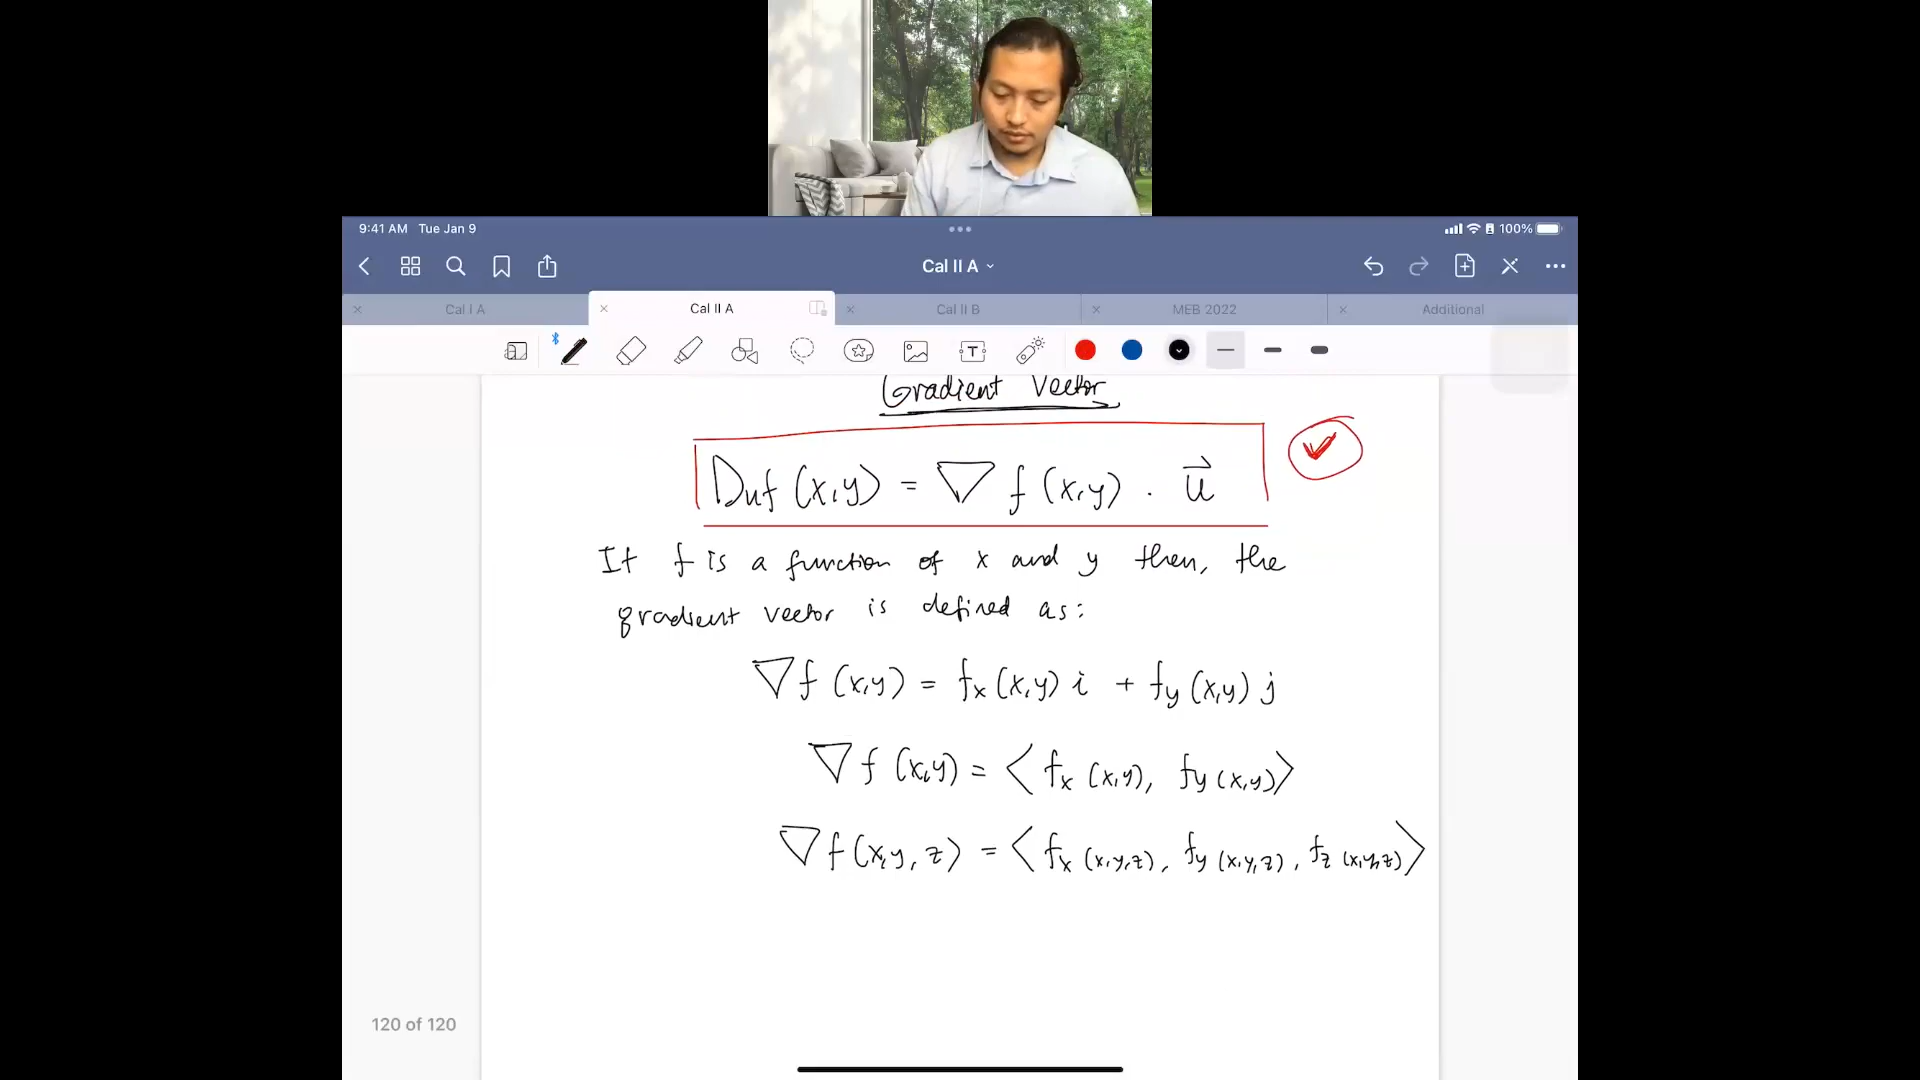 9:41 AM Tue Jan 9
100%
Cal II A
Cal I A
Cal II A
Cal II B
MEB 2022
Additional
T
Gradient Vector
Duf (x,y) = ▽ f (x,y) . u⃗
If f is a function of x and y then, the
gradient vector is defined as:
▽f (x,y) = fx (x,y) i + fy (x,y) j
▽f (x,y) = <fx (x,y), fy (x,y)>
▽f (x,y,z) = <fx (x,y,z), fy (x,y,z), fz (x,y,z)>
120 of 120